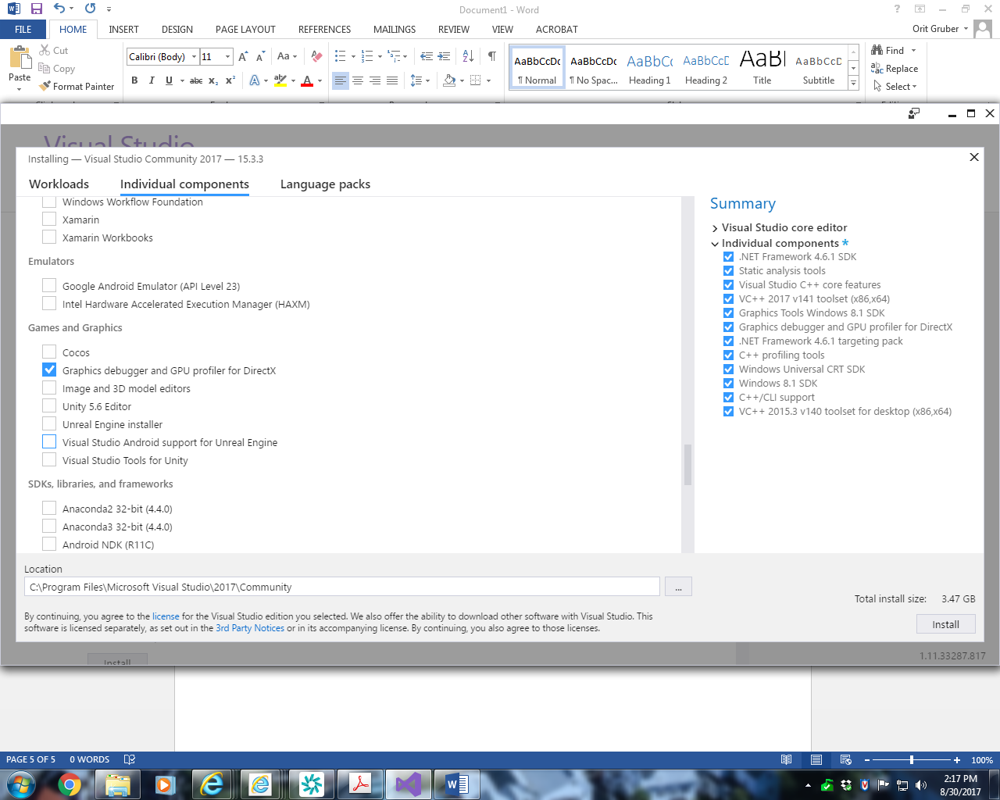 Document1 - Word
FILE HOME INSERT DESIGN PAGE LAYOUT REFERENCES MAILINGS REVIEW VIEW ACROBAT
Orit Gruber
Paste
Cut
Copy
Format Painter
Calibri (Body) 11
AaBbCcDc AaBbCcDc AaBbCc AaBbCcD AaBl AaBbCcD
¶ Normal ¶ No Spac... Heading 1 Heading 2 Title Subtitle
Find
Replace
Select
Visual Studio
Installing — Visual Studio Community 2017 — 15.3.3
Workloads Individual components Language packs
Windows Workflow Foundation
Xamarin
Xamarin Workbooks
Emulators
Google Android Emulator (API Level 23)
Intel Hardware Accelerated Execution Manager (HAXM)
Games and Graphics
Cocos
Graphics debugger and GPU profiler for DirectX
Image and 3D model editors
Unity 5.6 Editor
Unreal Engine installer
Visual Studio Android support for Unreal Engine
Visual Studio Tools for Unity
SDKs, libraries, and frameworks
Anaconda2 32-bit (4.4.0)
Anaconda3 32-bit (4.4.0)
Android NDK (R11C)
Summary
Visual Studio core editor
Individual components *
.NET Framework 4.6.1 SDK
Static analysis tools
Visual Studio C++ core features
VC++ 2017 v141 toolset (x86,x64)
Graphics Tools Windows 8.1 SDK
Graphics debugger and GPU profiler for DirectX
.NET Framework 4.6.1 targeting pack
C++ profiling tools
Windows Universal CRT SDK
Windows 8.1 SDK
C++/CLI support
VC++ 2015.3 v140 toolset for desktop (x86,x64)
Location
C:\Program Files\Microsoft Visual Studio\2017\Community
...
Total install size: 3.47 GB
By continuing, you agree to the license for the Visual Studio edition you selected. We also offer the ability to download other software with Visual Studio. This
software is licensed separately, as set out in the 3rd Party Notices or in its accompanying license. By continuing, you also agree to those licenses.
Install
Install
1.11.33287.817
PAGE 5 OF 5 0 WORDS
100%
2:17 PM
8/30/2017